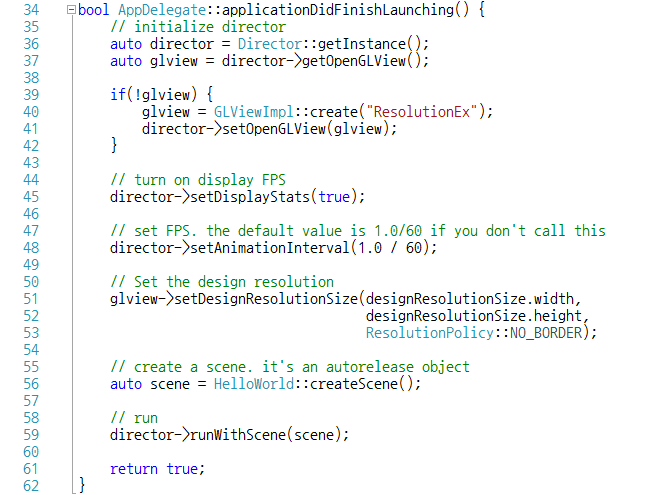 34 bool AppDelegate::applicationDidFinishLaunching() {
35     // initialize director
36     auto director = Director::getInstance();
37     auto glview = director->getOpenGLView();
38
39     if(!glview) {
40         glview = GLViewImpl::create("ResolutionEx");
41         director->setOpenGLView(glview);
42     }
43
44     // turn on display FPS
45     director->setDisplayStats(true);
46
47     // set FPS. the default value is 1.0/60 if you don't call this
48     director->setAnimationInterval(1.0 / 60);
49
50     // Set the design resolution
51     glview->setDesignResolutionSize(designResolutionSize.width,
52                                     designResolutionSize.height,
53                                     ResolutionPolicy::NO_BORDER);
54
55     // create a scene. it's an autorelease object
56     auto scene = HelloWorld::createScene();
57
58     // run
59     director->runWithScene(scene);
60
61     return true;
62 }